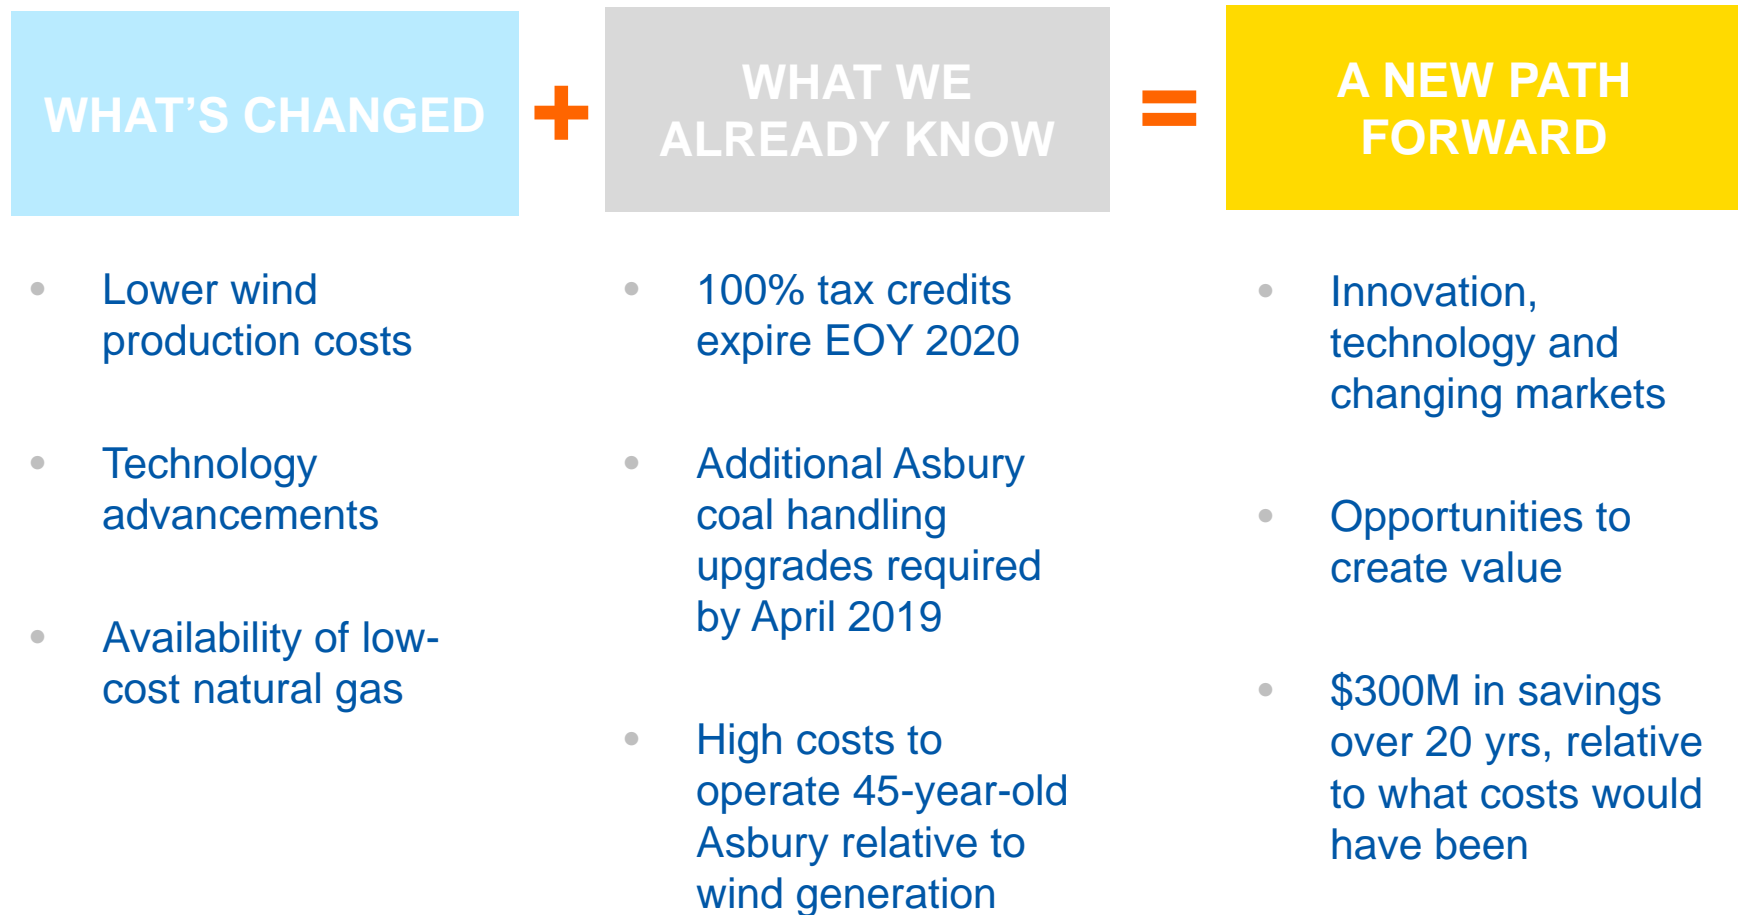 WHAT’S CHANGED
+
WHAT WE
ALREADY KNOW
=
A NEW PATH
FORWARD
• Lower wind
production costs
• Technology
advancements
• Availability of low-
cost natural gas
• 100% tax credits
expire EOY 2020
• Additional Asbury
coal handling
upgrades required
by April 2019
• High costs to
operate 45-year-old
Asbury relative to
wind generation
• Innovation,
technology and
changing markets
• Opportunities to
create value
• $300M in savings
over 20 yrs, relative
to what costs would
have been